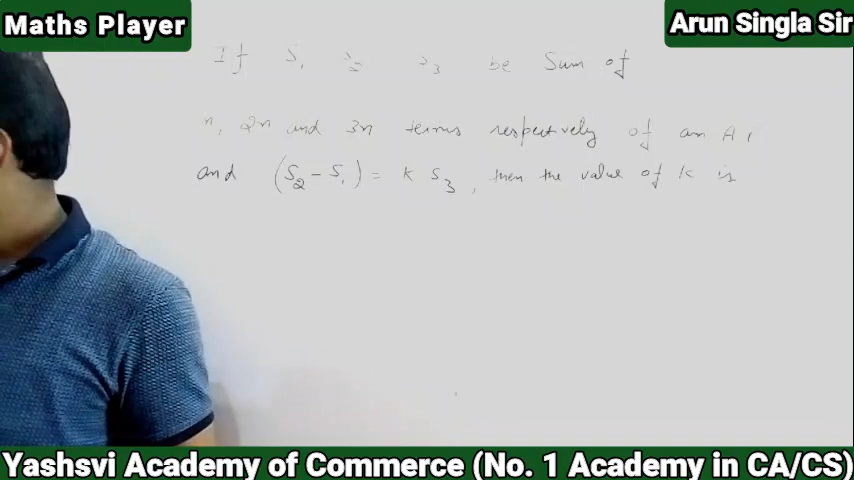 Maths Player
Arun Singla Sir
If S₁ S₂ S₃ be Sum of
n, 2n and 3n terms respectively of an A.P
and (S₂ - S₁) = K S₃, then the value of K is
Yashsvi Academy of Commerce (No. 1 Academy in CA/CS)